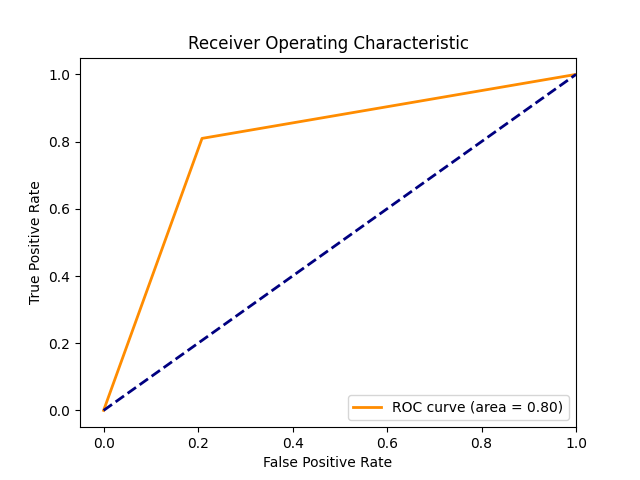 Receiver Operating Characteristic
True Positive Rate
1.0
0.8
0.6
0.4
0.2
0.0
ROC curve (area = 0.80)
0.0 0.2 0.4 0.6 0.8 1.0
False Positive Rate